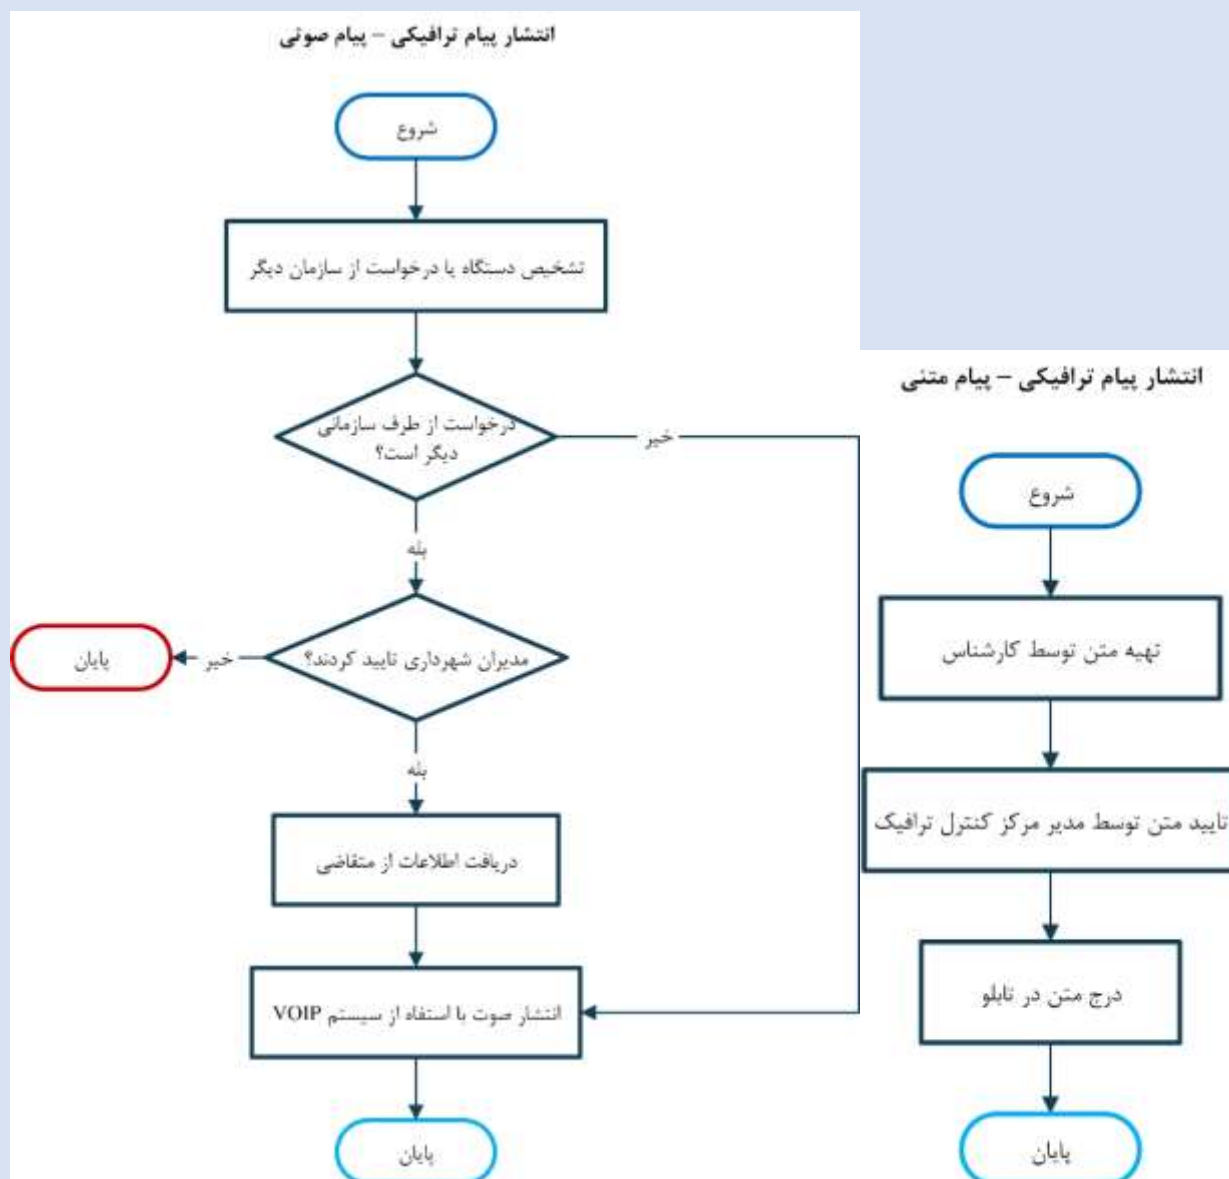 انتشار پیام ترافیکی – پیام صوتی
شروع
تشخیص دستگاه یا درخواست از سازمان دیگر
درخواست از طرف سازمانی
دیگر است؟
خیر
بله
مدیران شهرداری تایید کردند؟
خیر
پایان
بله
دریافت اطلاعات از متقاضی
انتشار صوت با استفاه از سیستم VOIP
پایان
انتشار پیام ترافیکی – پیام متنی
شروع
تهیه متن توسط کارشناس
تایید متن توسط مدیر مرکز کنترل ترافیک
درج متن در تابلو
پایان